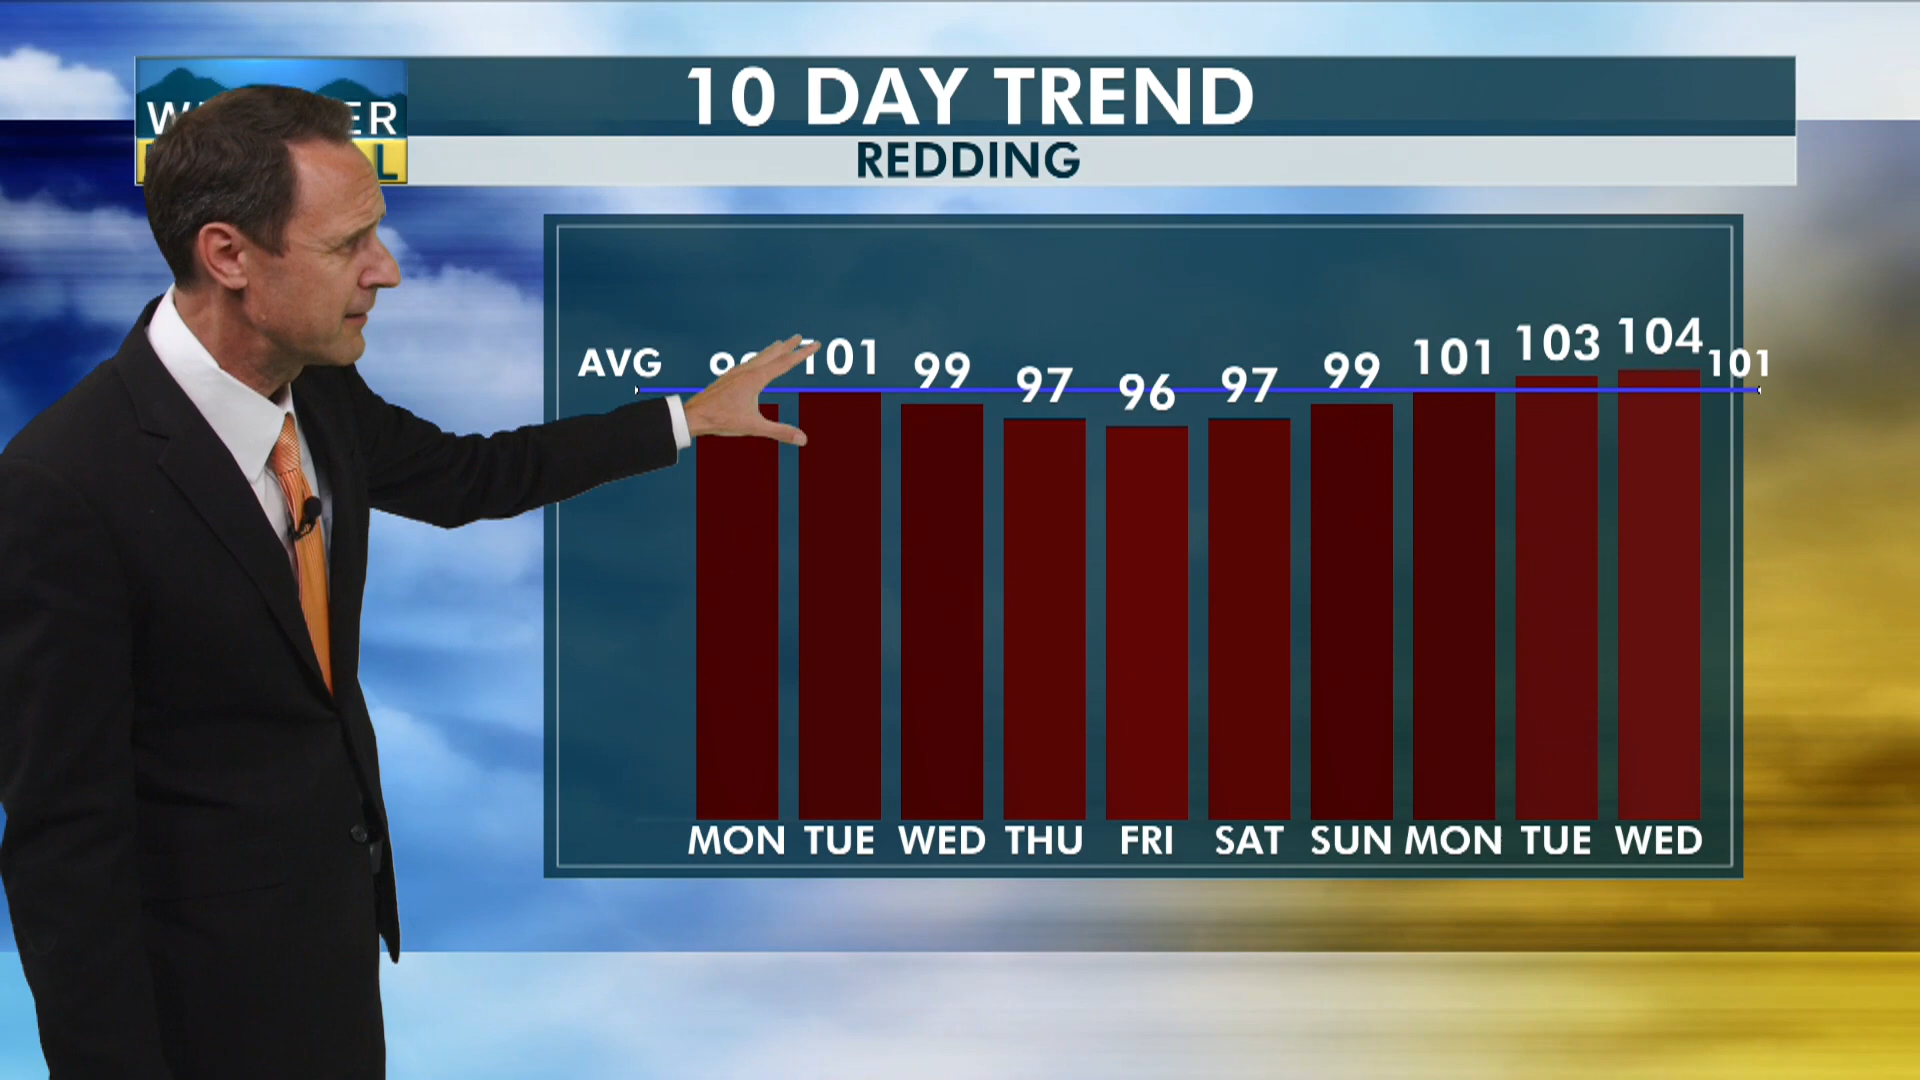 10 DAY TREND
REDDING
AVG 101 99 97 96 97 99 101 103 104 101
MON TUE WED THU FRI SAT SUN MON TUE WED